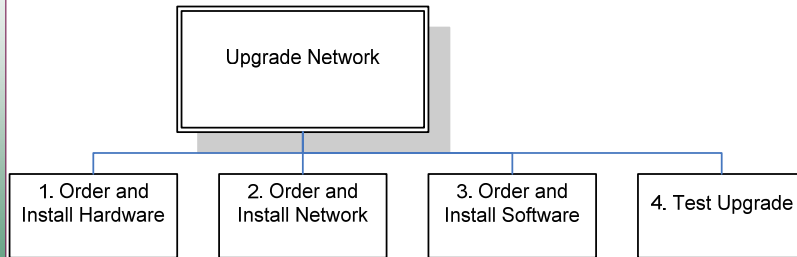 Upgrade Network
1. Order and
Install Hardware
2. Order and
Install Network
3. Order and
Install Software
4. Test Upgrade